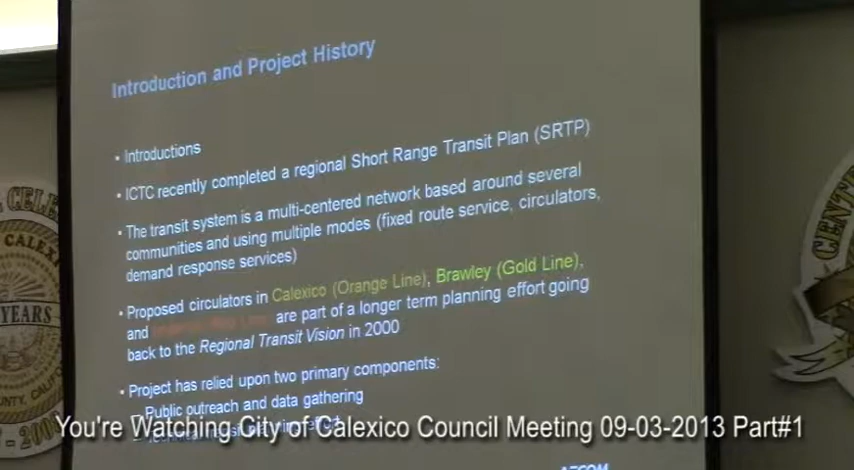 Introduction and Project History
• Introductions
• ICTC recently completed a regional Short Range Transit Plan (SRTP)
• The transit system is a multi-centered network based around several
communities and using multiple modes (fixed route service, circulators,
demand response services)
• Proposed circulators in Calexico (Orange Line), Brawley (Gold Line),
and are part of a longer term planning effort going
back to the Regional Transit Vision in 2000
• Project has relied upon two primary components:
– Public outreach and data gathering
You're Watching City of Calexico Council Meeting 09-03-2013 Part#1
AECOM
YEARS